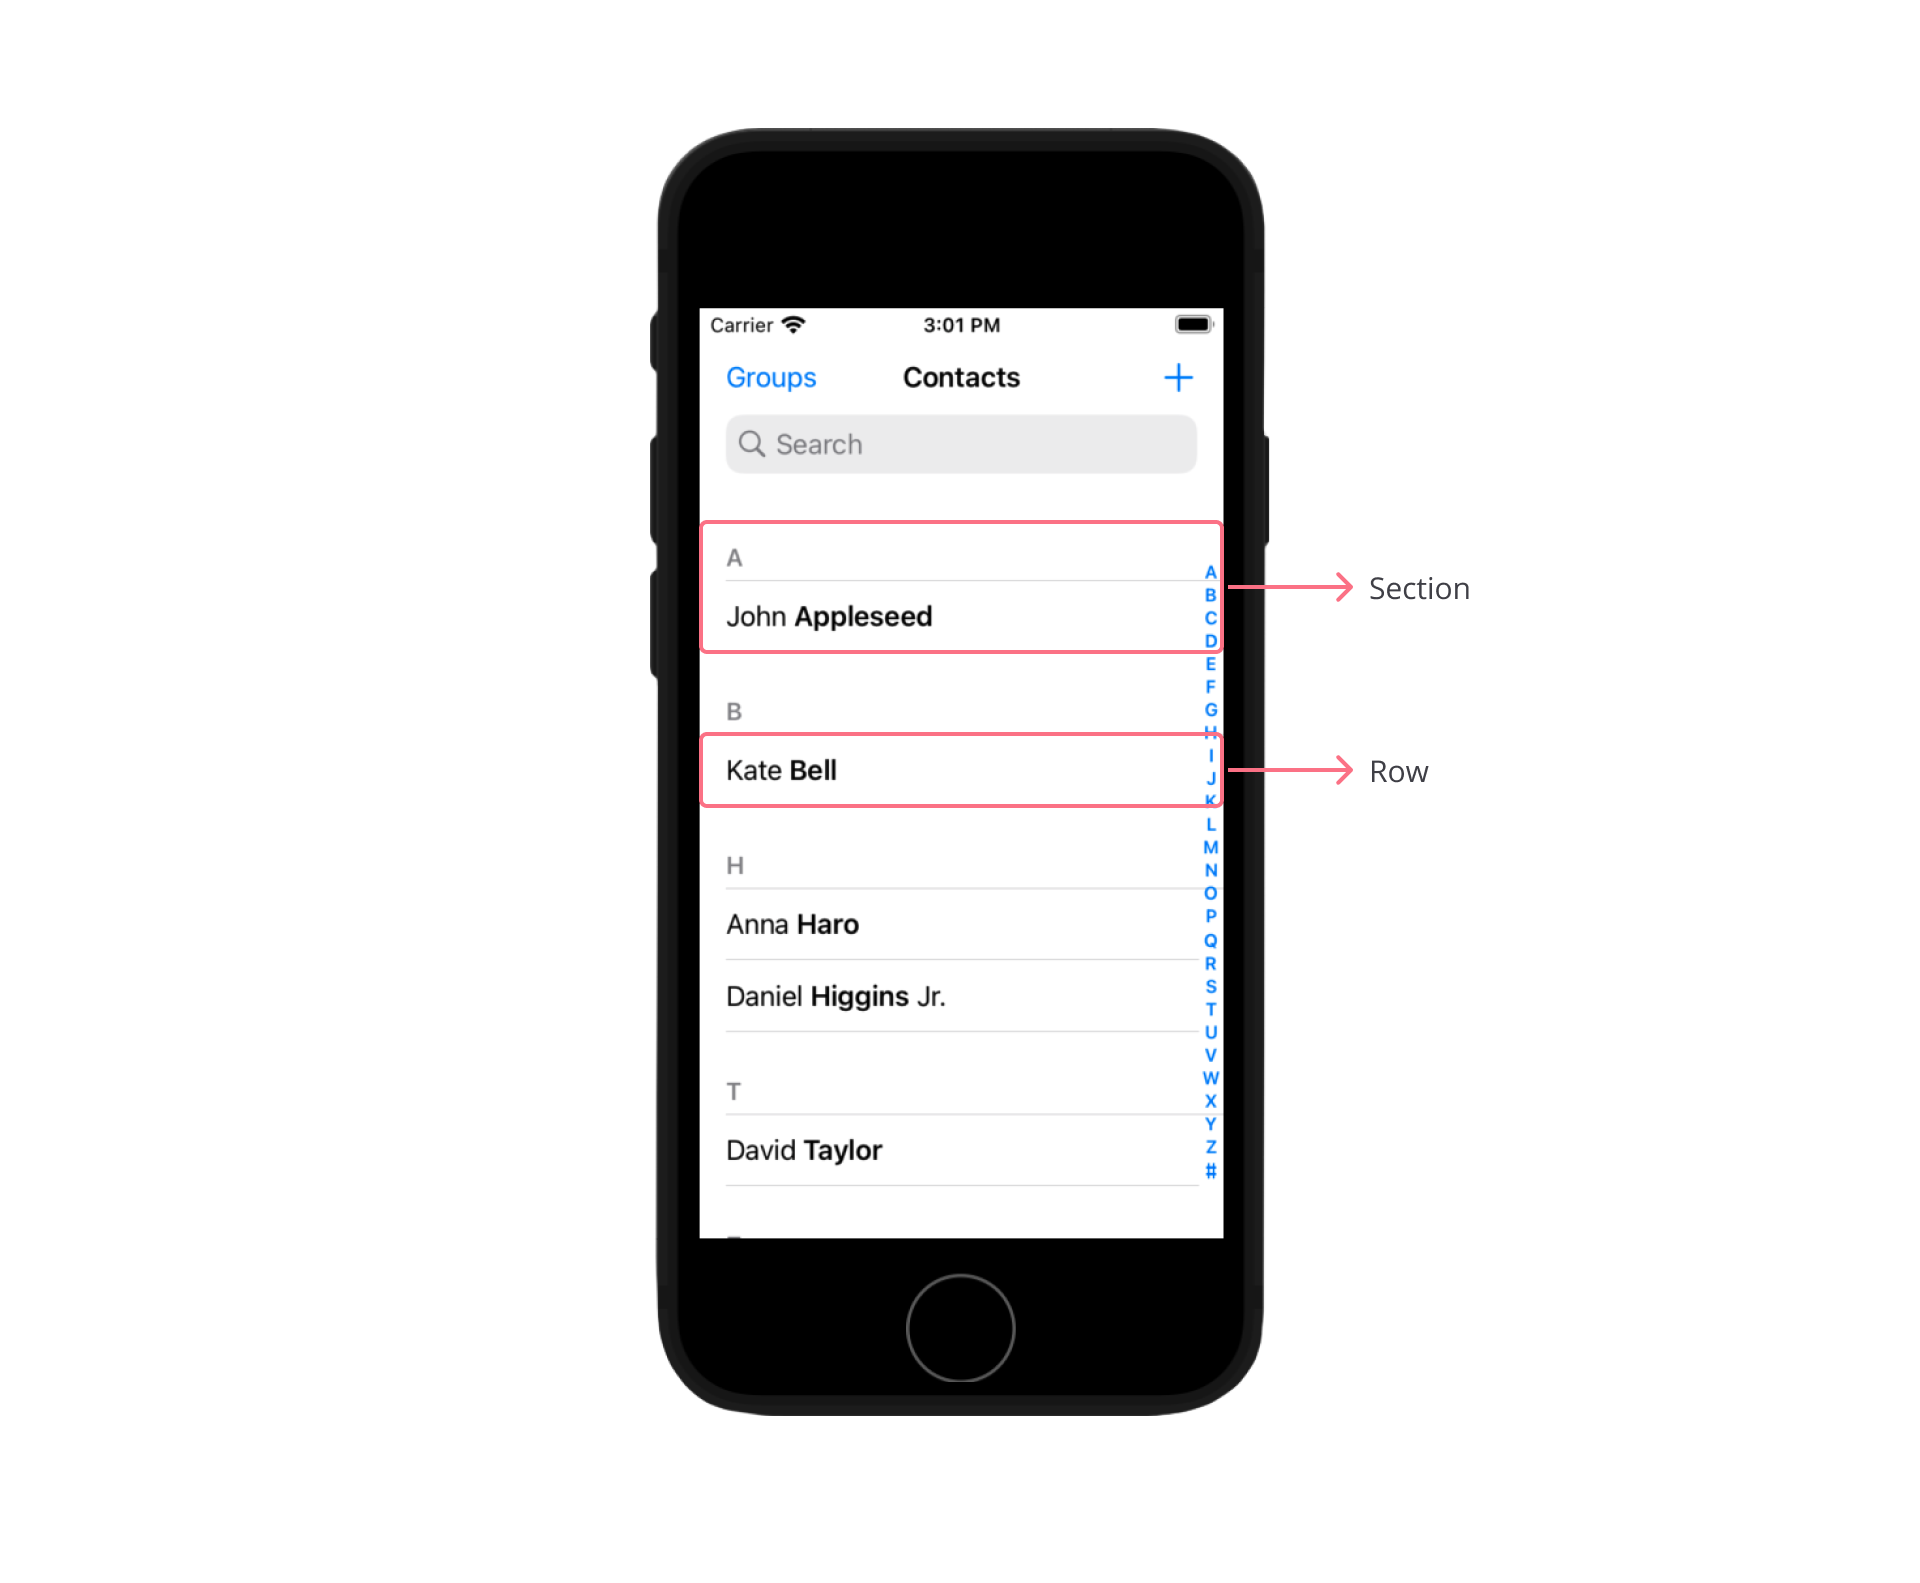 Carrier 3:01 PM
Groups Contacts +
Search
A
John Appleseed
Section
B
Kate Bell
Row
H
Anna Haro
Daniel Higgins Jr.
T
David Taylor
A
B
C
D
E
F
G
H
I
J
K
L
M
N
O
P
Q
R
S
T
U
V
W
X
Y
Z
#